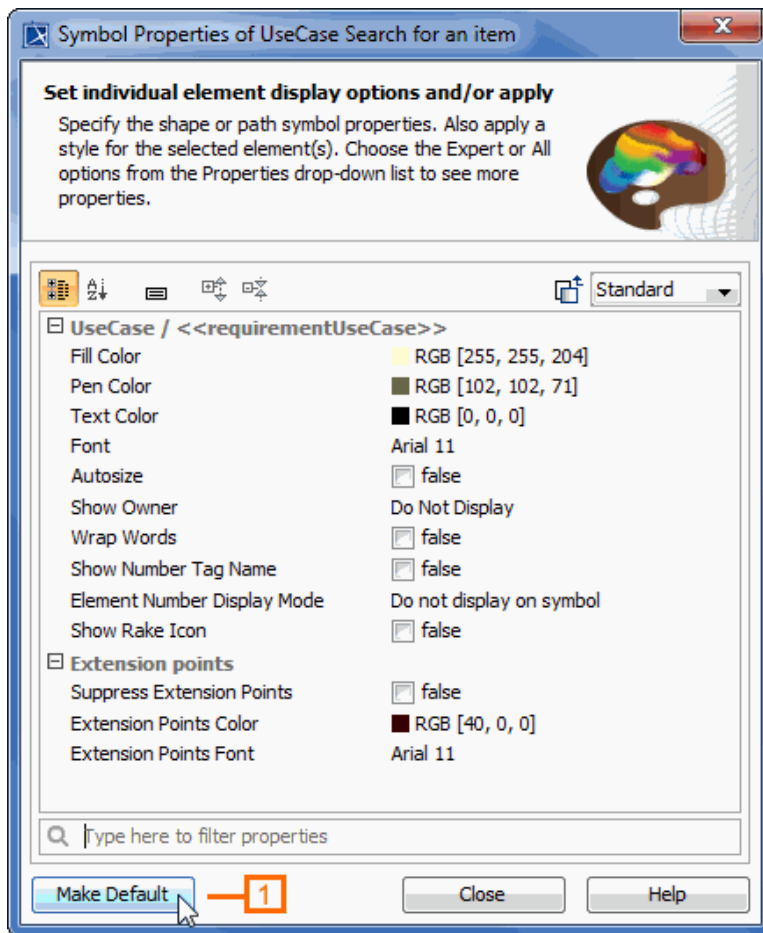 Symbol Properties of UseCase Search for an item
X
Set individual element display options and/or apply
Specify the shape or path symbol properties. Also apply a
style for the selected element(s). Choose the Expert or All
options from the Properties drop-down list to see more
properties.
A
Z
Standard
UseCase / <<requirementUseCase>>
Fill Color RGB [255, 255, 204]
Pen Color RGB [102, 102, 71]
Text Color RGB [0, 0, 0]
Font Arial 11
Autosize false
Show Owner Do Not Display
Wrap Words false
Show Number Tag Name false
Element Number Display Mode Do not display on symbol
Show Rake Icon false
Extension points
Suppress Extension Points false
Extension Points Color RGB [40, 0, 0]
Extension Points Font Arial 11
Type here to filter properties
Make Default 1 Close Help